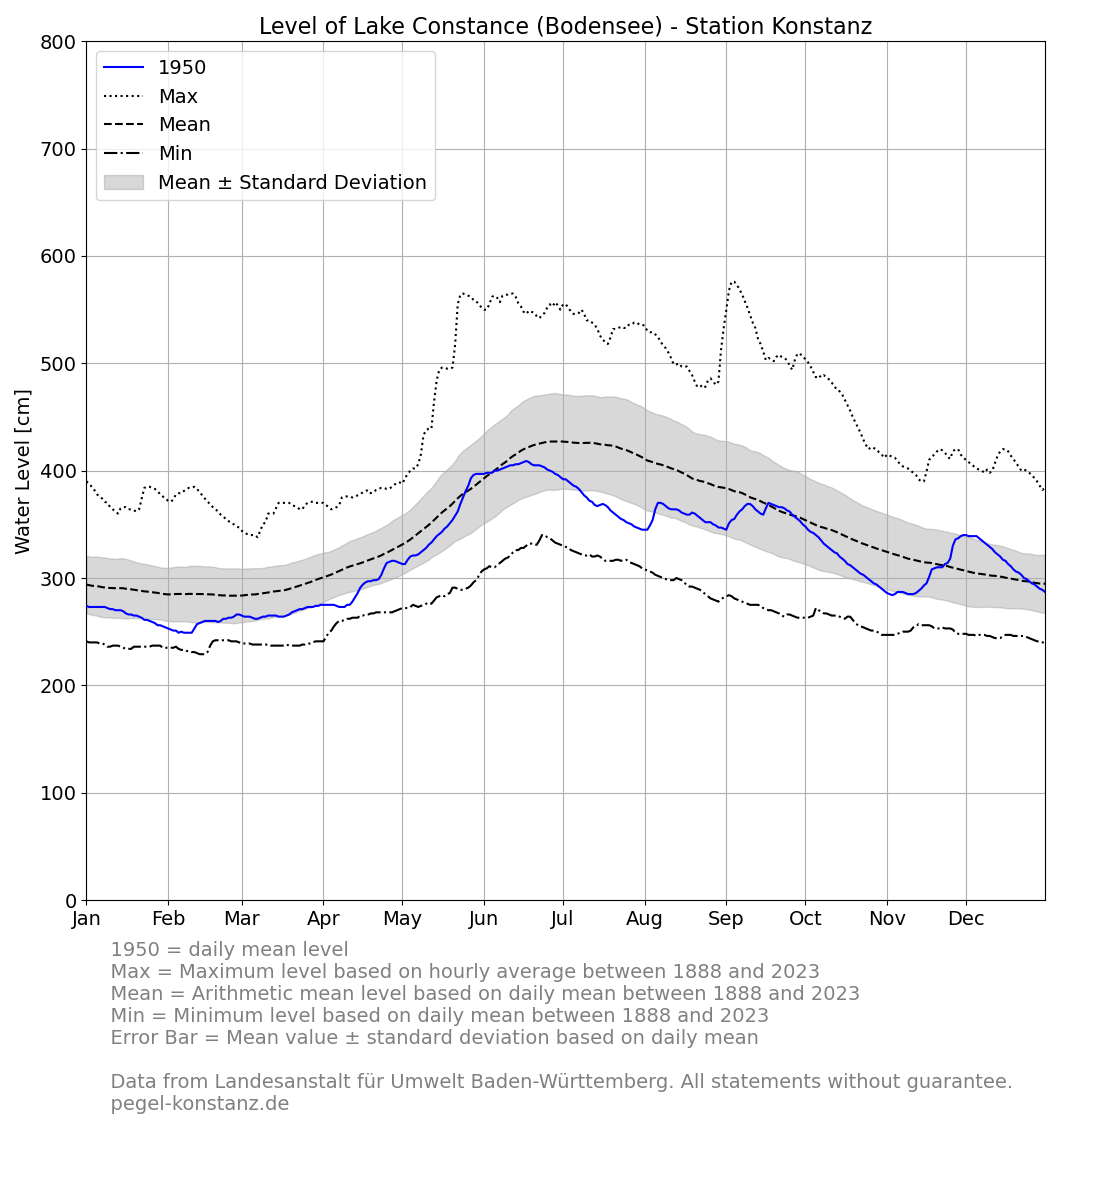 Level of Lake Constance (Bodensee) - Station Konstanz
800
700
600
500
400
300
200
100
0
Water Level [cm]
1950
Max
Mean
Min
Mean ± Standard Deviation
Jan Feb Mar Apr May Jun Jul Aug Sep Oct Nov Dec
1950 = daily mean level
Max = Maximum level based on hourly average between 1888 and 2023
Mean = Arithmetic mean level based on daily mean between 1888 and 2023
Min = Minimum level based on daily mean between 1888 and 2023
Error Bar = Mean value ± standard deviation based on daily mean
Data from Landesanstalt für Umwelt Baden-Württemberg. All statements without guarantee.
pegel-konstanz.de